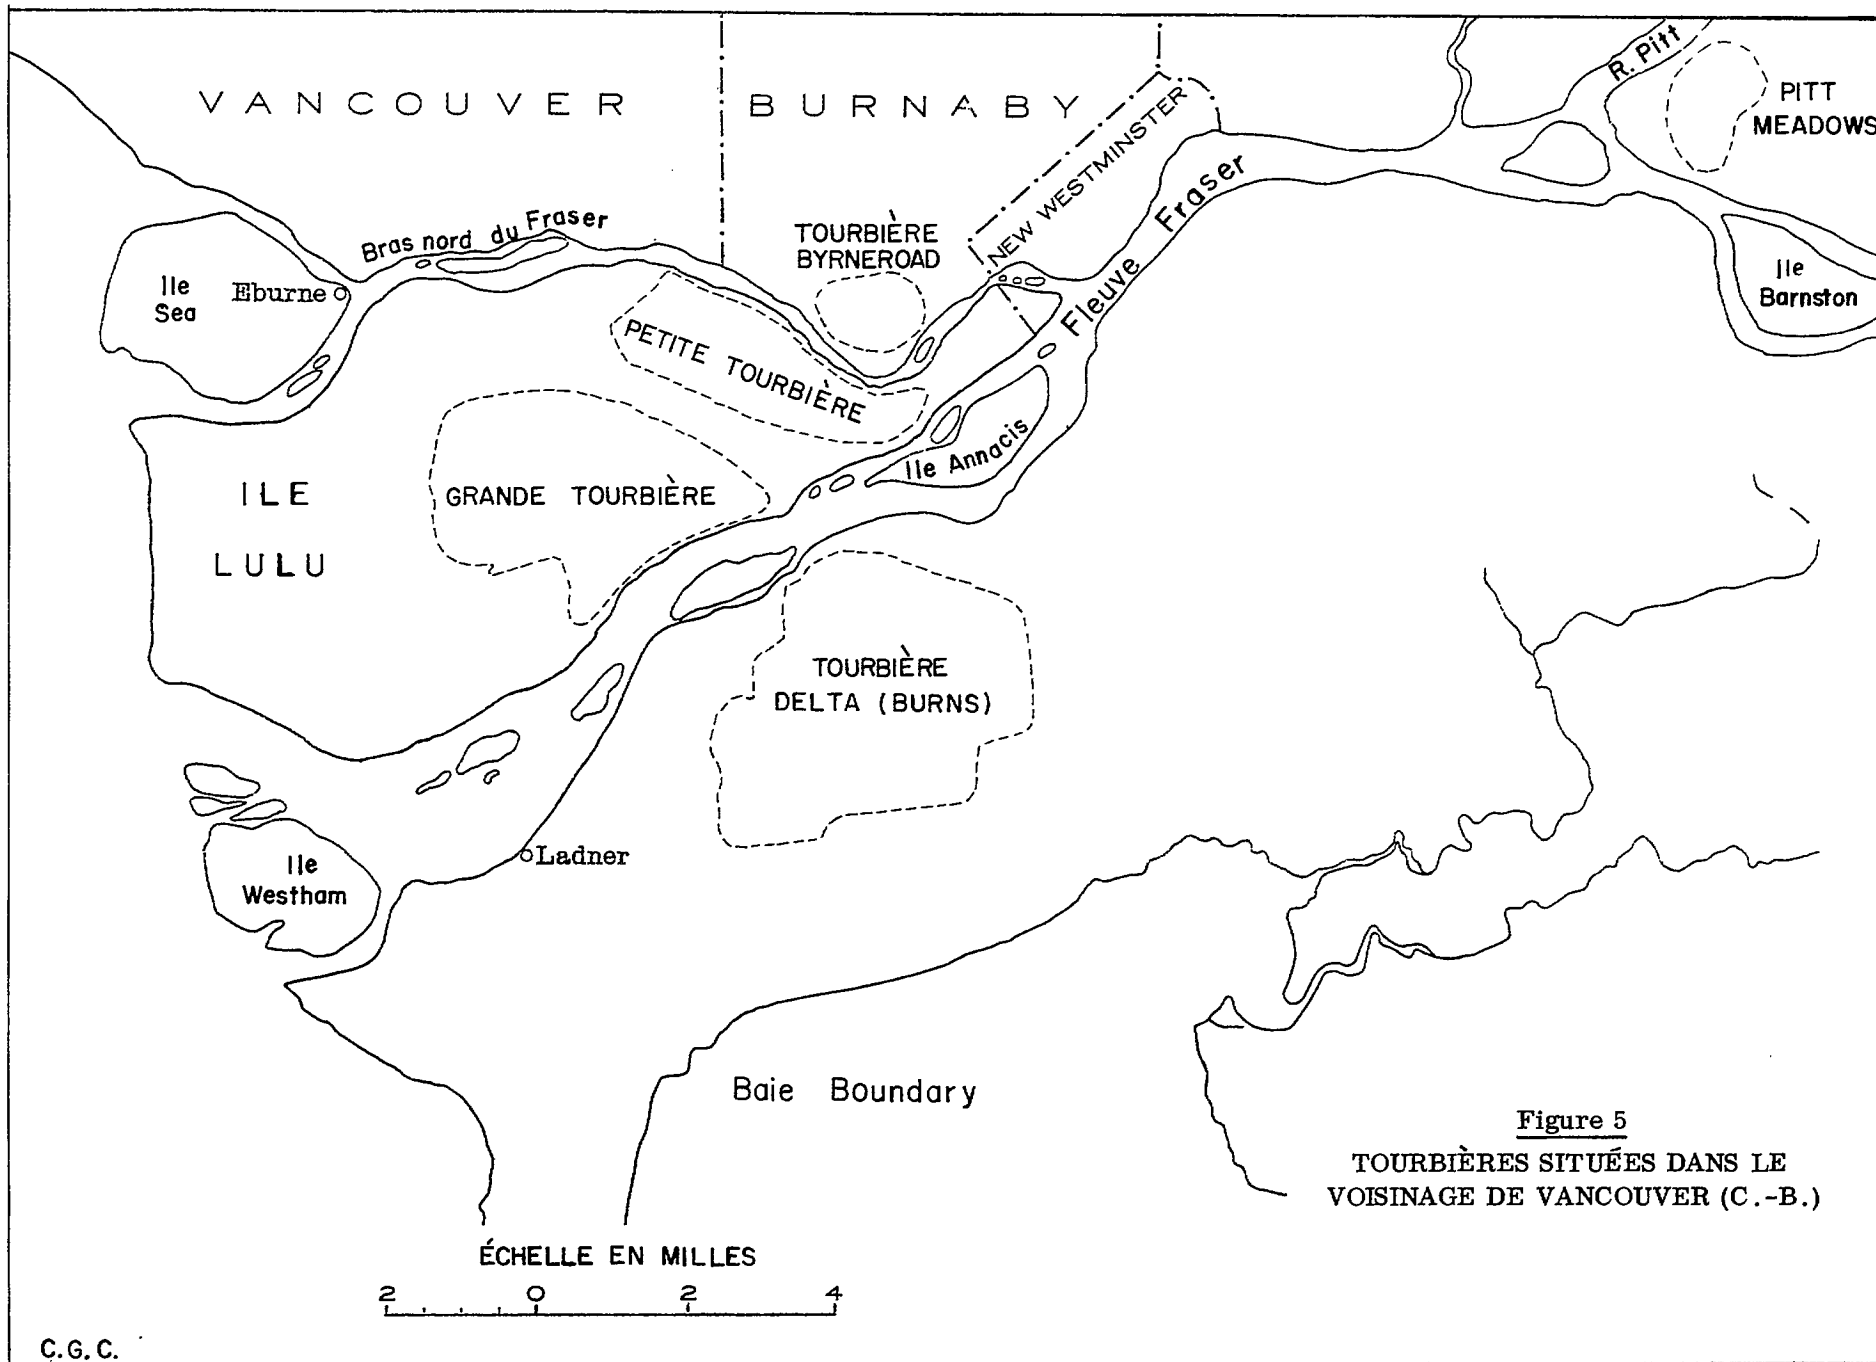 VANCOUVER
BURNABY
NEW WESTMINSTER
R. Pitt
PITT
MEADOWS
Bras nord du Fraser
TOURBIÈRE
BYRNEROAD
Fleuve Fraser
Ile
Sea
Eburne
Ile
Barnston
PETITE TOURBIÈRE
Ile Annacis
ILE
LULU
GRANDE TOURBIÈRE
TOURBIÈRE
DELTA (BURNS)
Ladner
Ile
Westham
Baie Boundary
Figure 5
TOURBIÈRES SITUÉES DANS LE
VOISINAGE DE VANCOUVER (C.-B.)
ÉCHELLE EN MILLES
2 0 2 4
C.G.C.